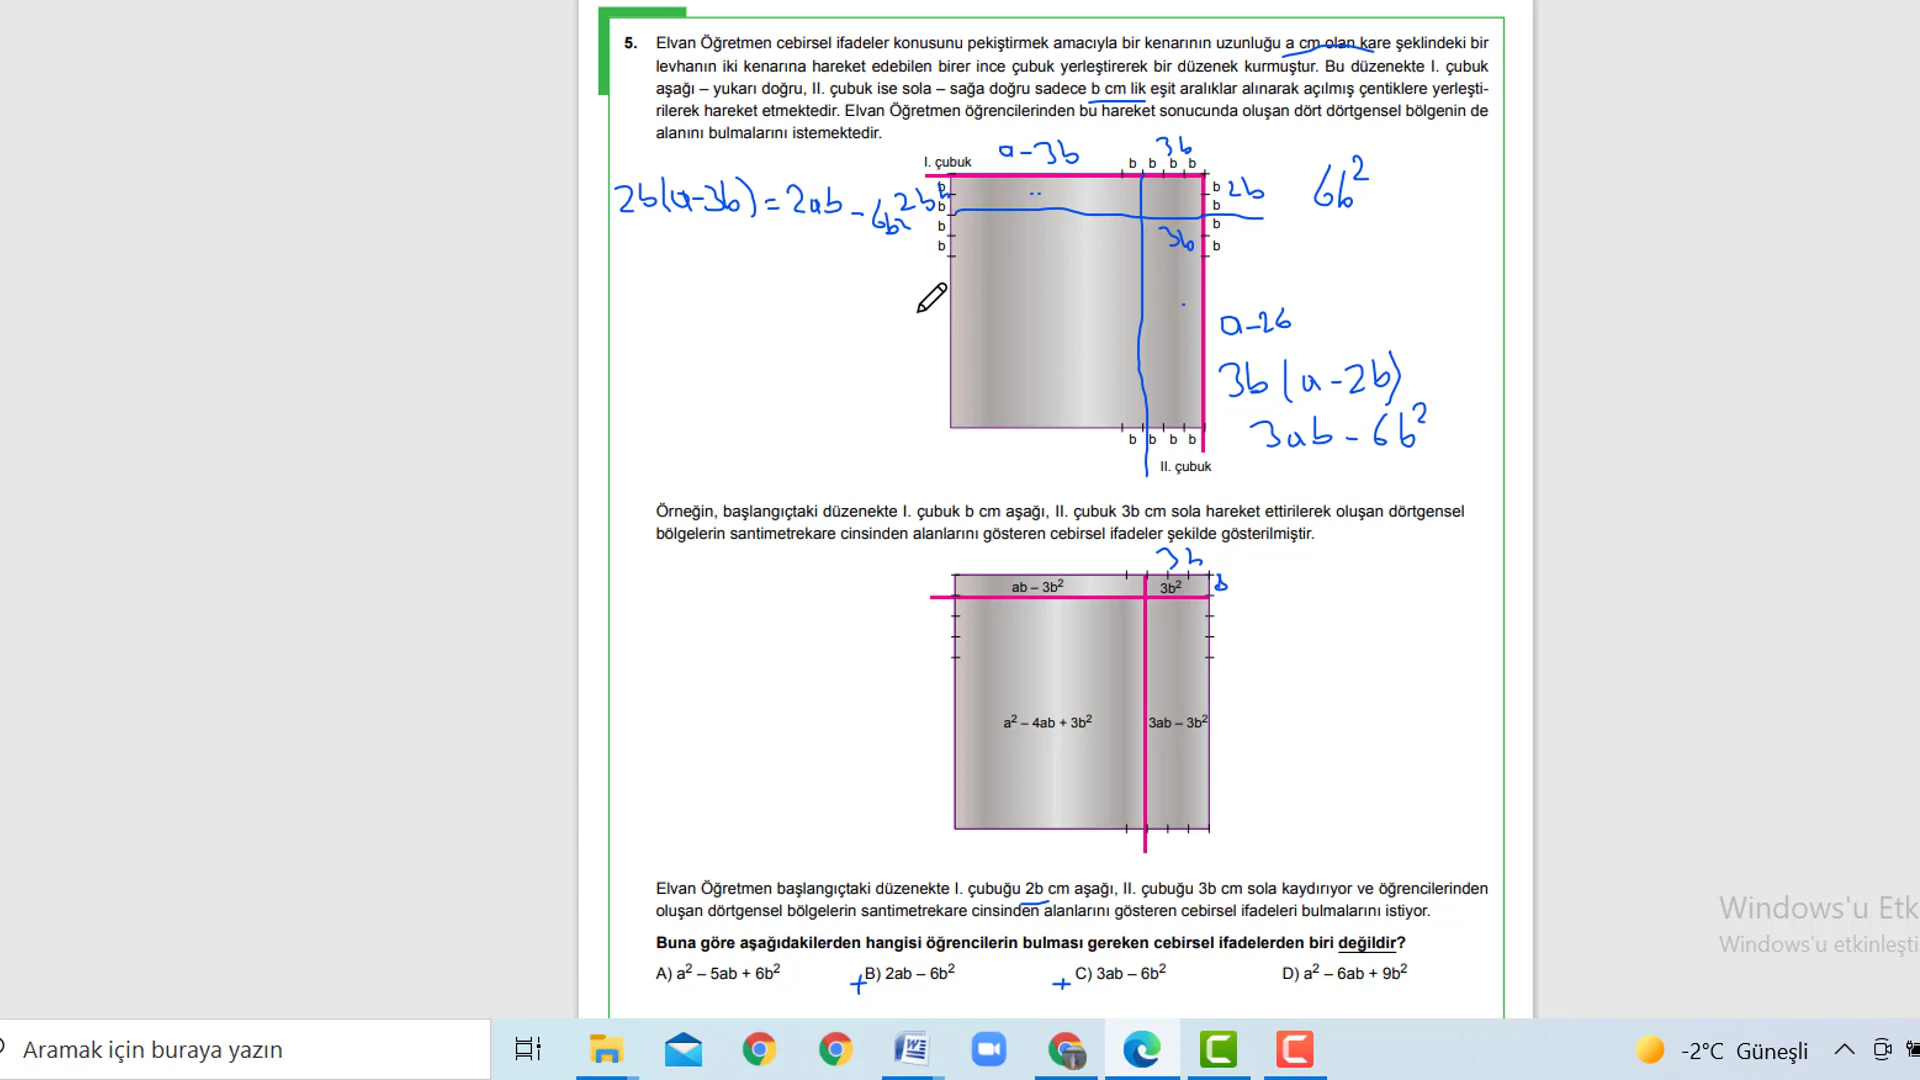 5. Elvan Öğretmen cebirsel ifadeler konusunu pekiştirmek amacıyla bir kenarının uzunluğu a cm olan kare şeklindeki bir
levhanın iki kenarına hareket edebilen birer ince çubuk yerleştirerek bir düzenek kurmuştur. Bu düzenekte I. çubuk
aşağı – yukarı doğru, II. çubuk ise sola – sağa doğru sadece b cm lik eşit aralıklar alınarak açılmış çentiklere yerleşti-
rilerek hareket etmektedir. Elvan Öğretmen öğrencilerinden bu hareket sonucunda oluşan dört dörtgensel bölgenin de
alanını bulmalarını istemektedir.
a-3b 3b
I. çubuk b b b b
2b(a-3b)=2ab-6b² 2b b b 2b 6b²
b b
b 3b b
b b
a-2b
3b(a-2b)
3ab-6b²
b b b b
II. çubuk
Örneğin, başlangıçtaki düzenekte I. çubuk b cm aşağı, II. çubuk 3b cm sola hareket ettirilerek oluşan dörtgensel
bölgelerin santimetrekare cinsinden alanlarını gösteren cebirsel ifadeler şekilde gösterilmiştir.
3b
ab – 3b² 3b² b
a² – 4ab + 3b² 3ab – 3b²
Elvan Öğretmen başlangıçtaki düzenekte I. çubuğu 2b cm aşağı, II. çubuğu 3b cm sola kaydırıyor ve öğrencilerinden
oluşan dörtgensel bölgelerin santimetrekare cinsinden alanlarını gösteren cebirsel ifadeleri bulmalarını istiyor.
Buna göre aşağıdakilerden hangisi öğrencilerin bulması gereken cebirsel ifadelerden biri değildir?
A) a² – 5ab + 6b² + B) 2ab – 6b² + C) 3ab – 6b² D) a² – 6ab + 9b²
Windows'u Etk
Windows'u etkinleşti
Aramak için buraya yazın -2°C Güneşli